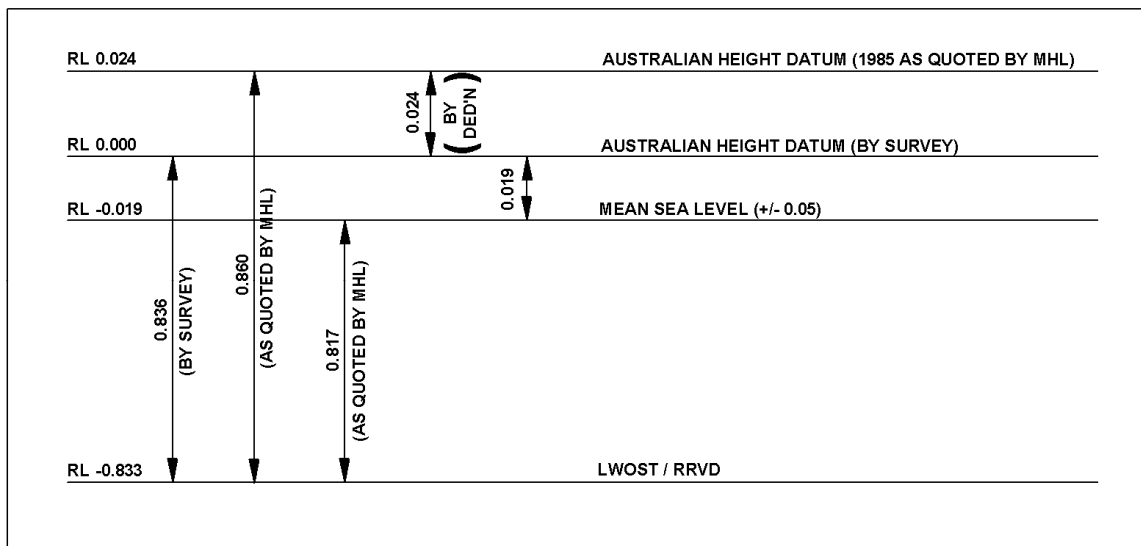 RL 0.024
AUSTRALIAN HEIGHT DATUM (1985 AS QUOTED BY MHL)
0.024
(BY DED'N)
RL 0.000
AUSTRALIAN HEIGHT DATUM (BY SURVEY)
0.019
RL -0.019
MEAN SEA LEVEL (+/- 0.05)
0.836
(BY SURVEY)
0.860
(AS QUOTED BY MHL)
0.817
(AS QUOTED BY MHL)
RL -0.833
LWOST / RRVD